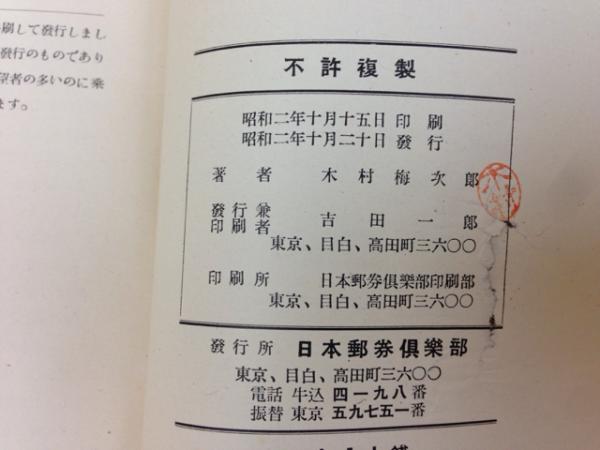 刷して發行しまし
發行のものであり
望者の多いのに乘
ます。
不許複製
昭和二年十月十五日 印刷
昭和二年十月二十日 發行
著者 木村梅次郎
發行兼
印刷者 吉田一郎
東京、目白、高田町三六〇〇
印刷所 日本郵券俱樂部印刷部
東京、目白、高田町三六〇〇
發行所 日本郵券俱樂部
東京、目白、高田町三六〇〇
電話 牛込 四一九八番
振替 東京 五九七五一番